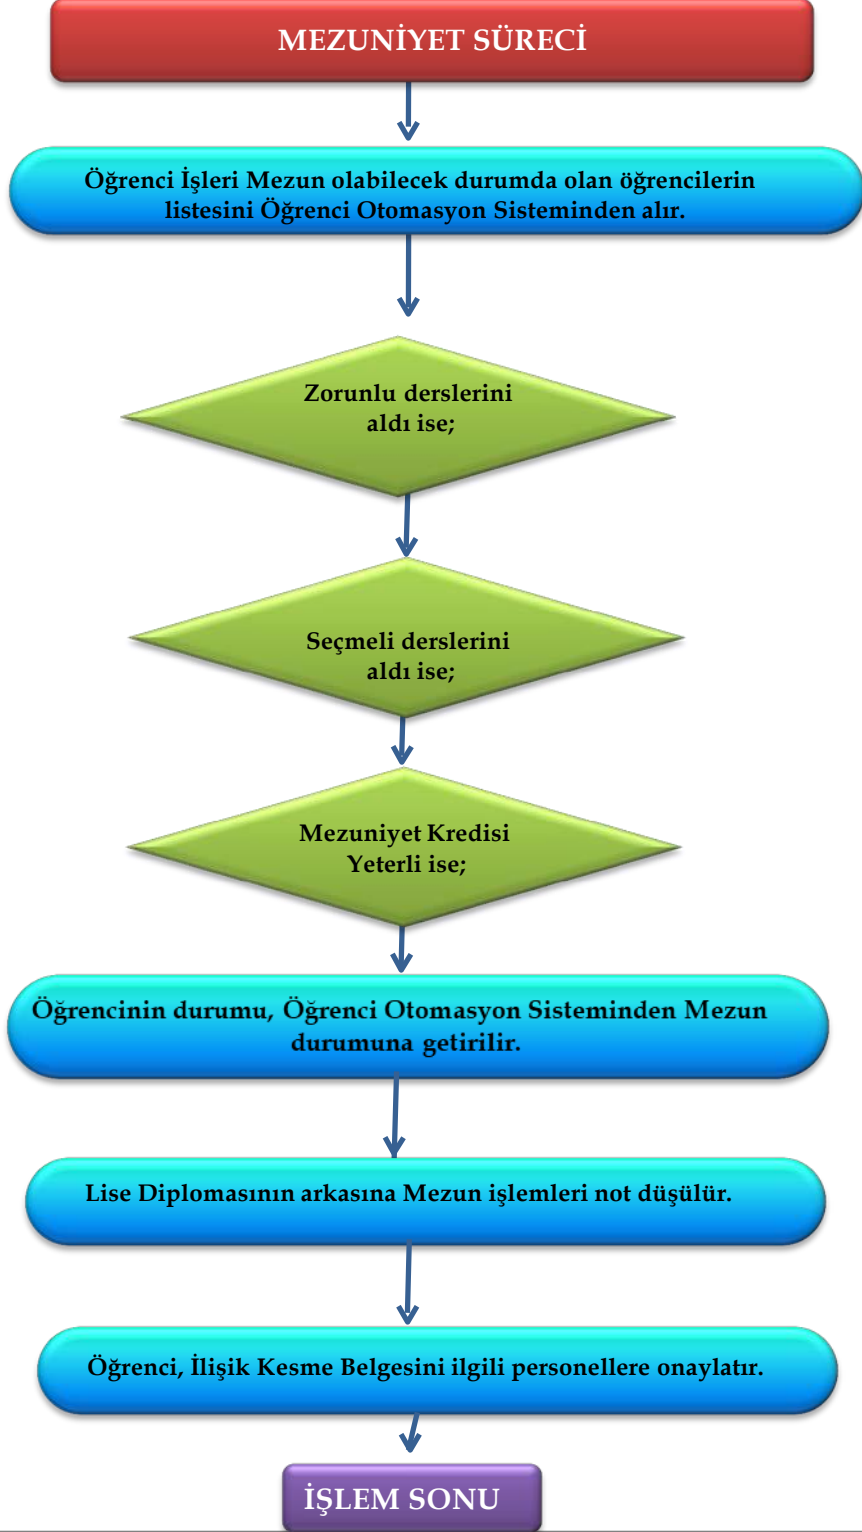 MEZUNİYET SÜRECİ
Öğrenci İşleri Mezun olabilecek durumda olan öğrencilerin
listesini Öğrenci Otomasyon Sisteminden alır.
Zorunlu derslerini
aldı ise;
Seçmeli derslerini
aldı ise;
Mezuniyet Kredisi
Yeterli ise;
Öğrencinin durumu, Öğrenci Otomasyon Sisteminden Mezun
durumuna getirilir.
Lise Diplomasının arkasına Mezun işlemleri not düşülür.
Öğrenci, İlişik Kesme Belgesini ilgili personellere onaylatır.
İŞLEM SONU